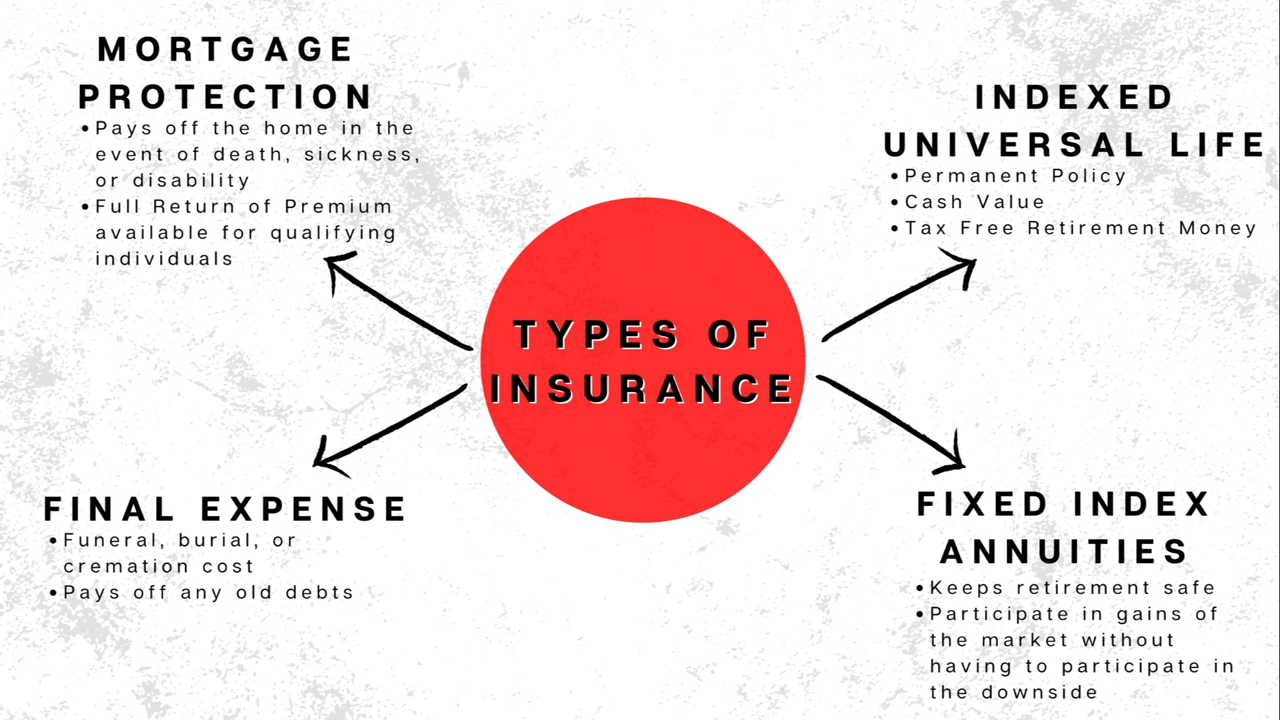 MORTGAGE
PROTECTION
•Pays off the home in the
event of death, sickness,
or disability
•Full Return of Premium
available for qualifying
individuals
INDEXED
UNIVERSAL LIFE
•Permanent Policy
•Cash Value
•Tax Free Retirement Money
TYPES OF
INSURANCE
FINAL EXPENSE
•Funeral, burial, or
cremation cost
•Pays off any old debts
FIXED INDEX
ANNUITIES
•Keeps retirement safe
•Participate in gains of
the market without
having to participate in
the downside